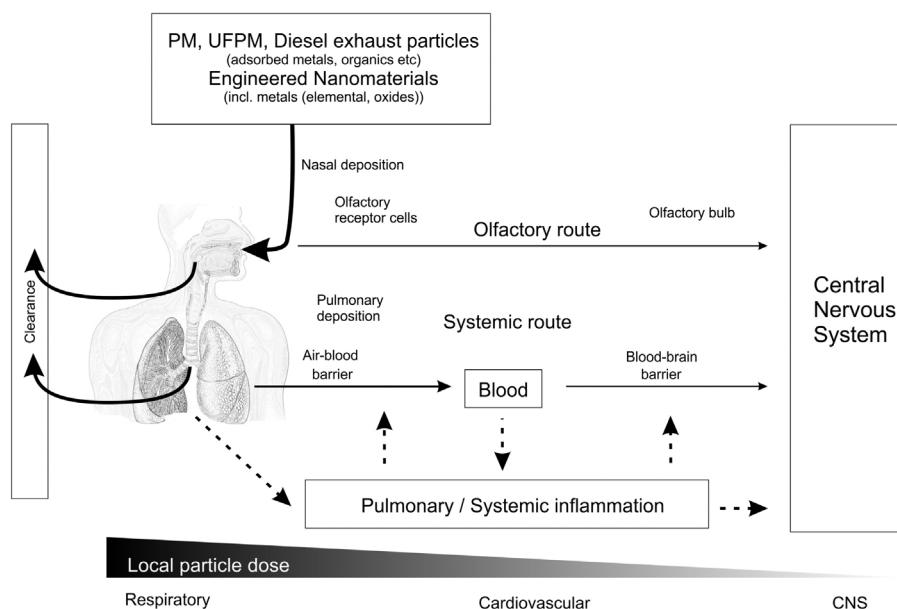 PM, UFPM, Diesel exhaust particles
(adsorbed metals, organics etc)
Engineered Nanomaterials
(incl. metals (elemental, oxides))
Nasal deposition
Olfactory
receptor cells
Olfactory route
Olfactory bulb
Clearance
Central
Nervous
System
Pulmonary
deposition
Systemic route
Air-blood
barrier
Blood
Blood-brain
barrier
Pulmonary / Systemic inflammation
Local particle dose
Respiratory
Cardiovascular
CNS